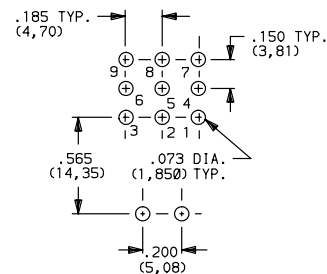 .185 TYP.
(4,70)
.150 TYP.
(3,81)
9 8 7
6 5 4
3 2 1
.565
(14,35)
.073 DIA.
(1,850) TYP.
.200
(5,08)